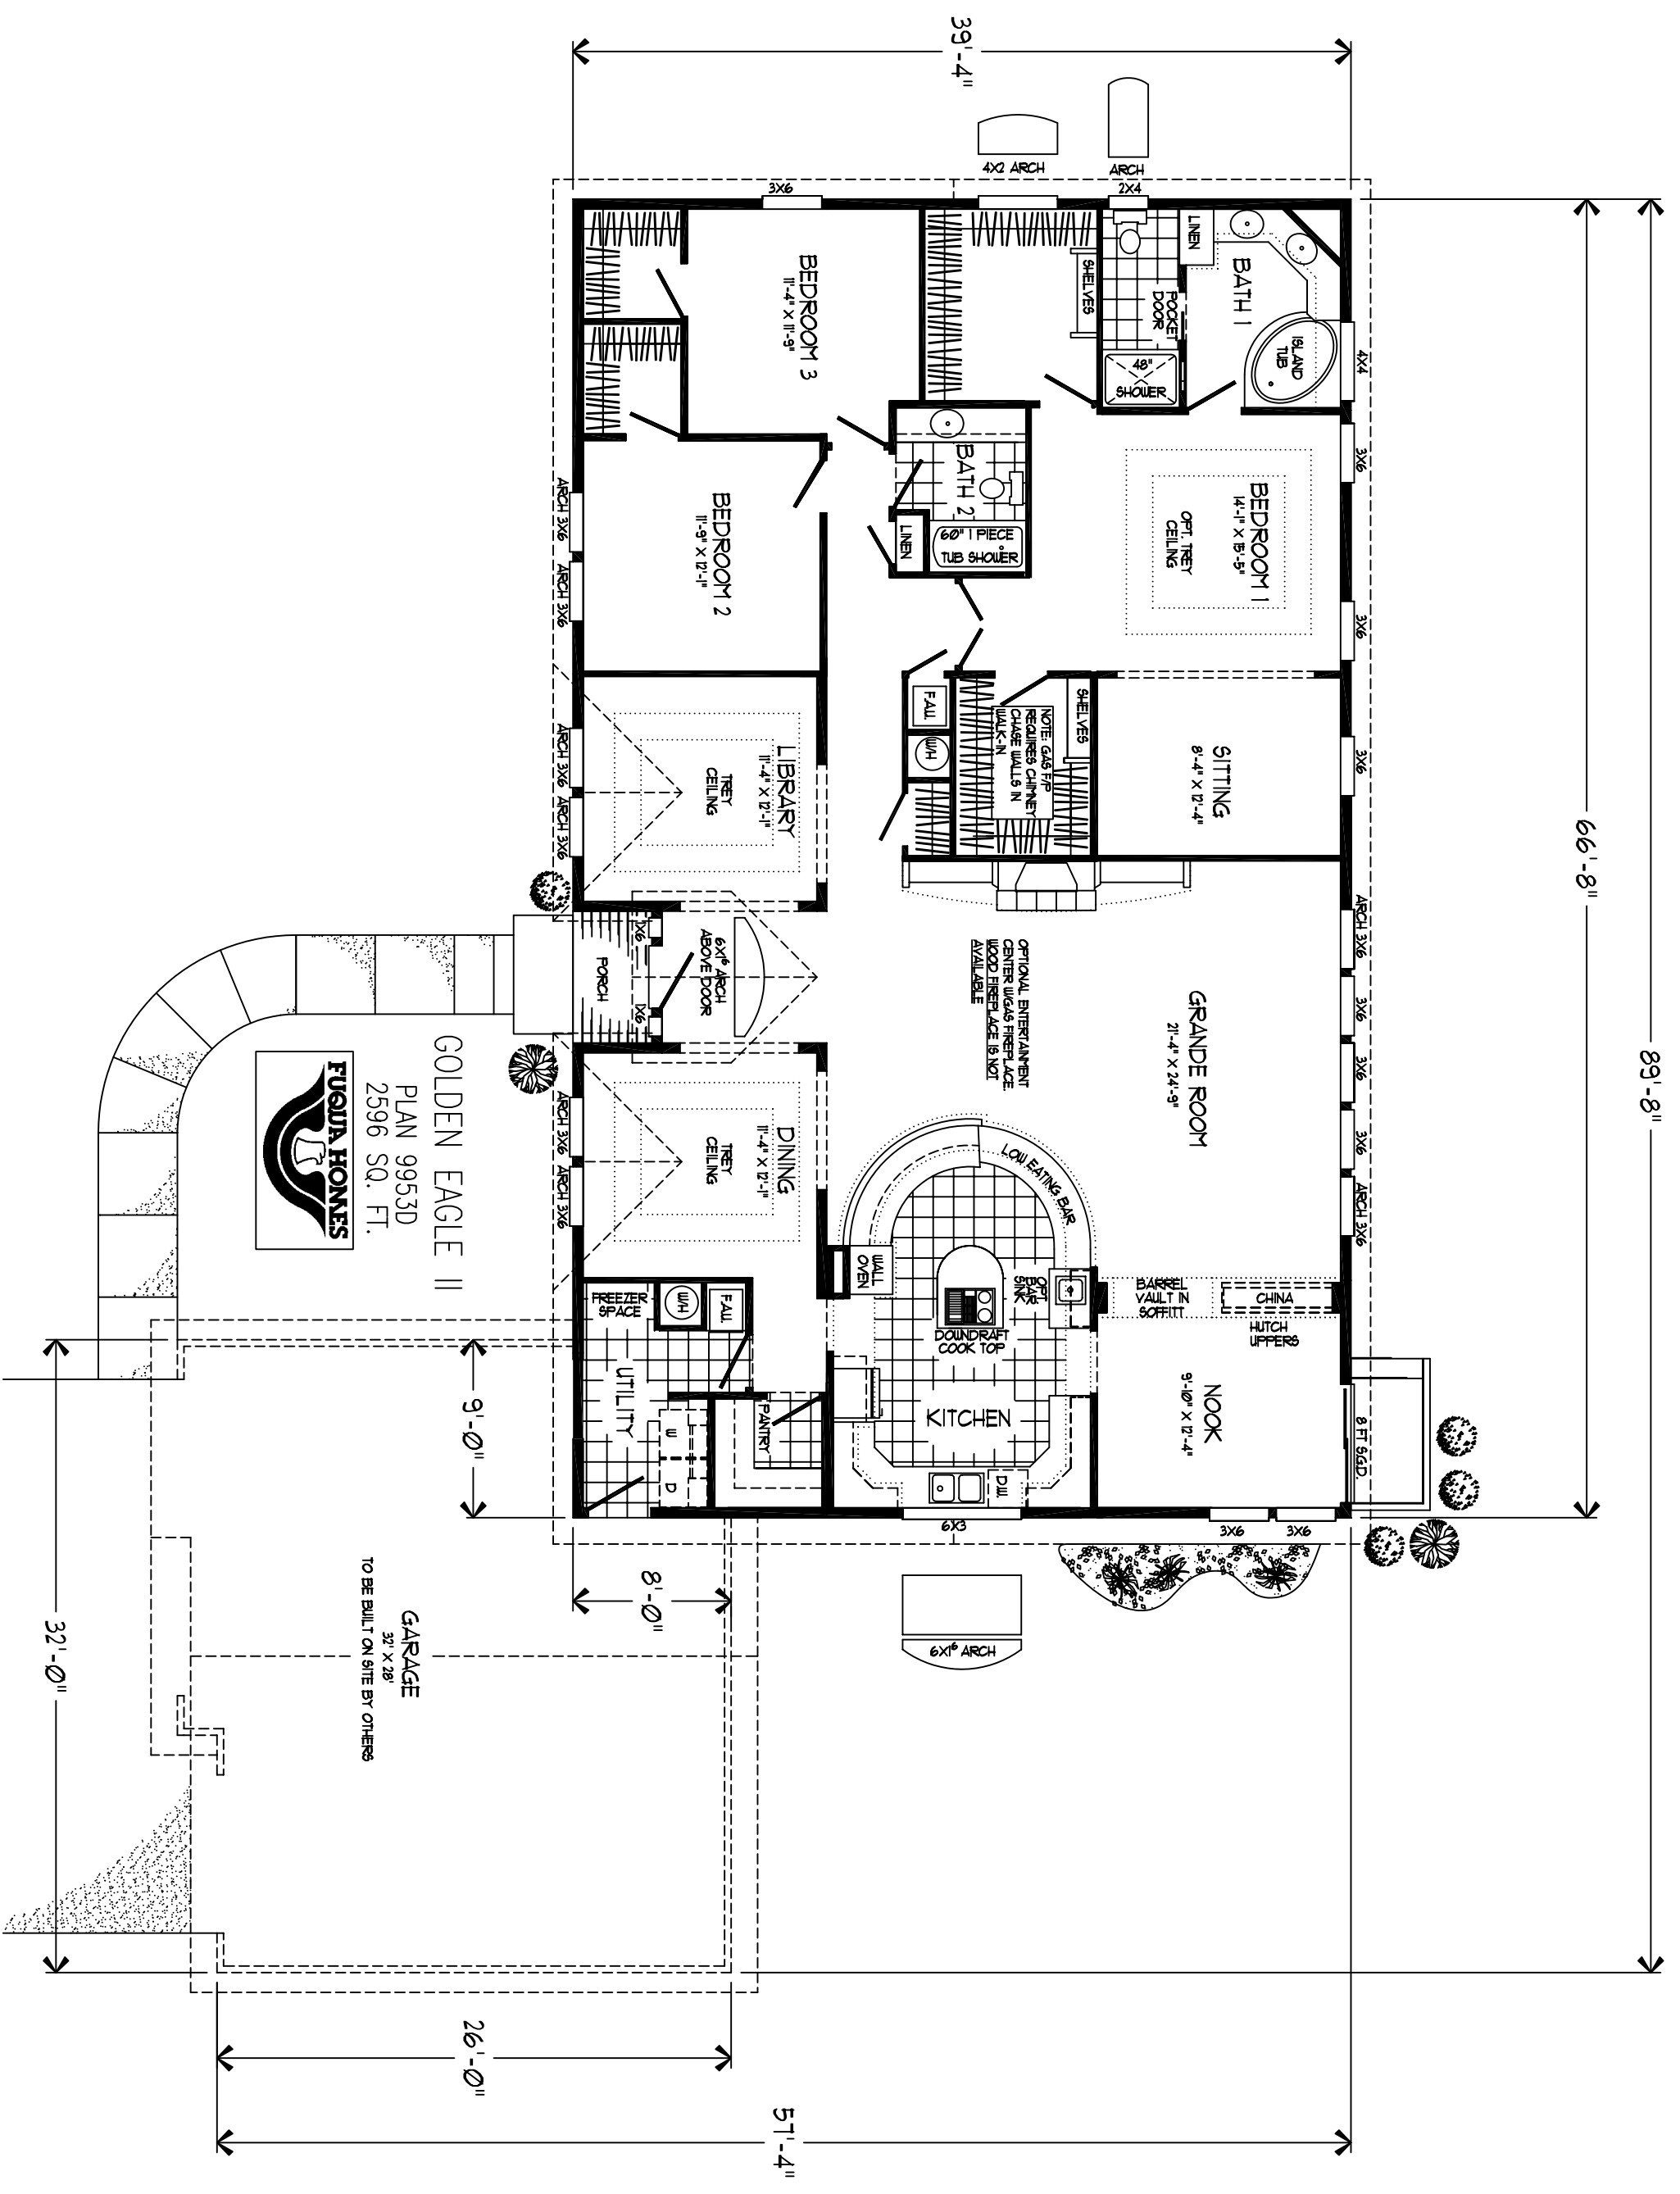 89'-8"
66'-8"
4X4
3X6
3X6
3X6
ARCH 3X6
3X6
3X6
3X6
ARCH 3X6
8 FT S.G.D.
BATH 1
ISLAND
TUB
LINEN
POCKET
DOOR
48"
SHOWER
2X4
ARCH
4X2 ARCH
39'-4"
SHELVES
BEDROOM 1
14'-1" X 15'-5"
OPT. TREY
CEILING
SITTING
8'-4" X 12'-4"
SHELVES
NOTE: GAS F/P
REQUIRES CHIMNEY
CHASE WALLS IN
WALK-IN
GRANDE ROOM
21'-4" X 24'-9"
OPTIONAL ENTERTAINMENT
CENTER W/GAS FIREPLACE.
WOOD FIREPLACE IS NOT
AVAILABLE
BARREL
VAULT IN
SOFFITT
CHINA
HUTCH
UPPERS
NOOK
9'-10" X 12'-4"
3X6
3X6
LOW EATING BAR
OPT
BAR
SINK
DOWNDRAFT
COOK TOP
WALL
OVEN
KITCHEN
D.W.
6X3
6X1⁶ ARCH
BATH 2
60" 1 PIECE
TUB SHOWER
LINEN
F.A.U.
W/H
3X6
BEDROOM 3
11'-4" X 11'-9"
BEDROOM 2
11'-9" X 12'-1"
LIBRARY
11'-4" X 12'-1"
TREY
CEILING
6X1⁶ ARCH
ABOVE DOOR
1X6
1X6
PORCH
DINING
11'-4" X 12'-1"
TREY
CEILING
F.A.U.
W/H
FREEZER
SPACE
UTILITY
PANTRY
W
D
ARCH 3X6
ARCH 3X6
ARCH 3X6
ARCH 3X6
ARCH 3X6
ARCH 3X6
8'-0"
9'-0"
GOLDEN EAGLE II
PLAN 9953D
2596 SQ. FT.
FUQUA HOMES
GARAGE
32' X 28'
TO BE BUILT ON SITE BY OTHERS
32'-0"
26'-0"
57'-4"